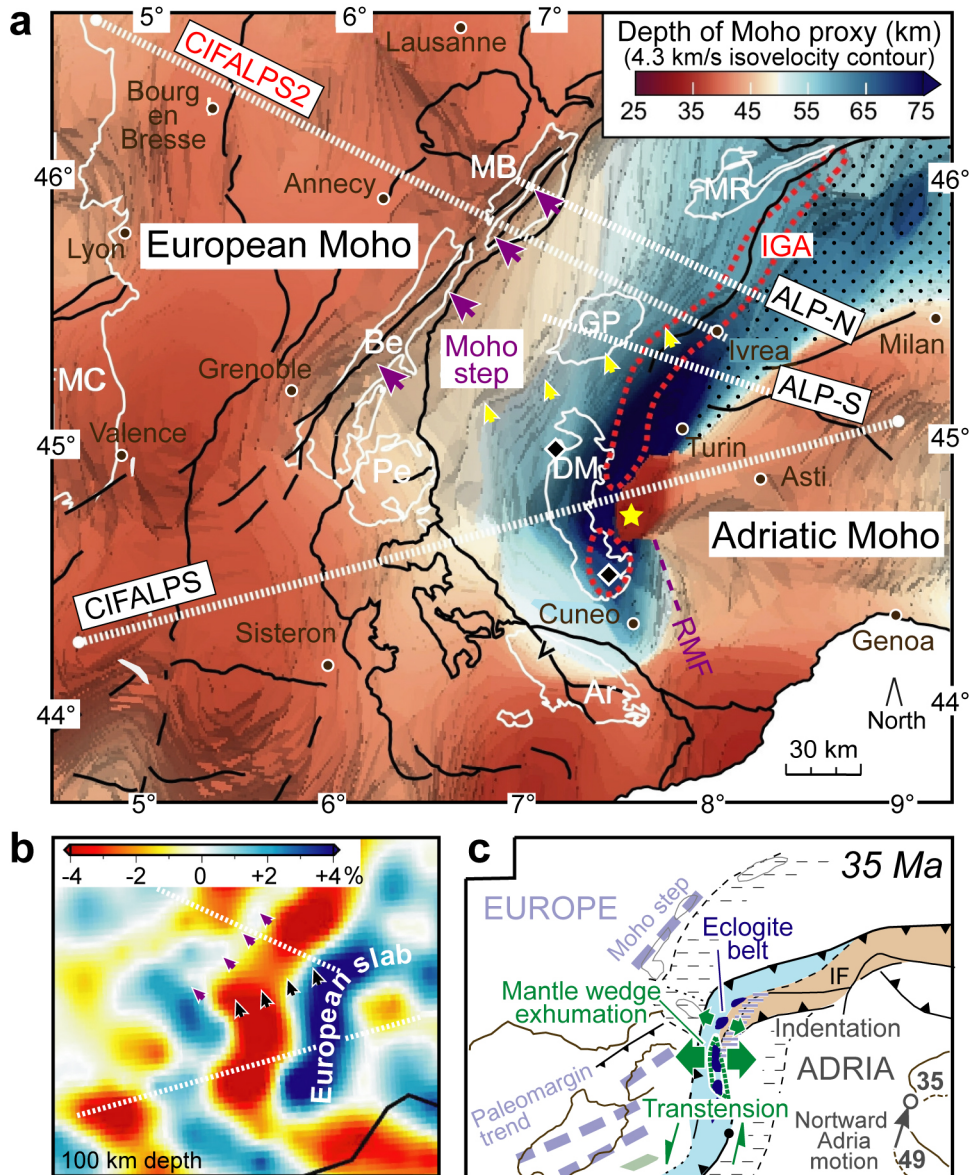 a
5°
6°
7°
Depth of Moho proxy (km)
(4.3 km/s isovelocity contour)
25 35 45 55 65 75
CIFALPS2
Lausanne
Bourg
en
Bresse
MB
46°
Annecy
MR
46°
Lyon
European Moho
IGA
ALP-N
GP
Be
Moho
step
Ivrea
Milan
FMC
Grenoble
ALP-S
45°
Valence
Turin
45°
Pe
DM
Asti
Adriatic Moho
CIFALPS
Cuneo
Sisteron
RMF
Genoa
V
Ar
44°
North
44°
30 km
5°
6°
7°
8°
9°
b
-4 -2 0 +2 +4 %
European slab
100 km depth
c
35 Ma
EUROPE
Moho step
Eclogite
belt
IF
Mantle wedge
exhumation
Indentation
ADRIA
35
Paleomargin
trend
Transtension
Nortward
Adria
motion
49